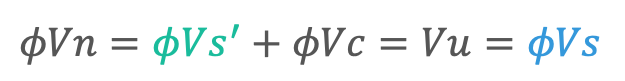 ϕVn = ϕVs′ + ϕVc = Vu = ϕVs